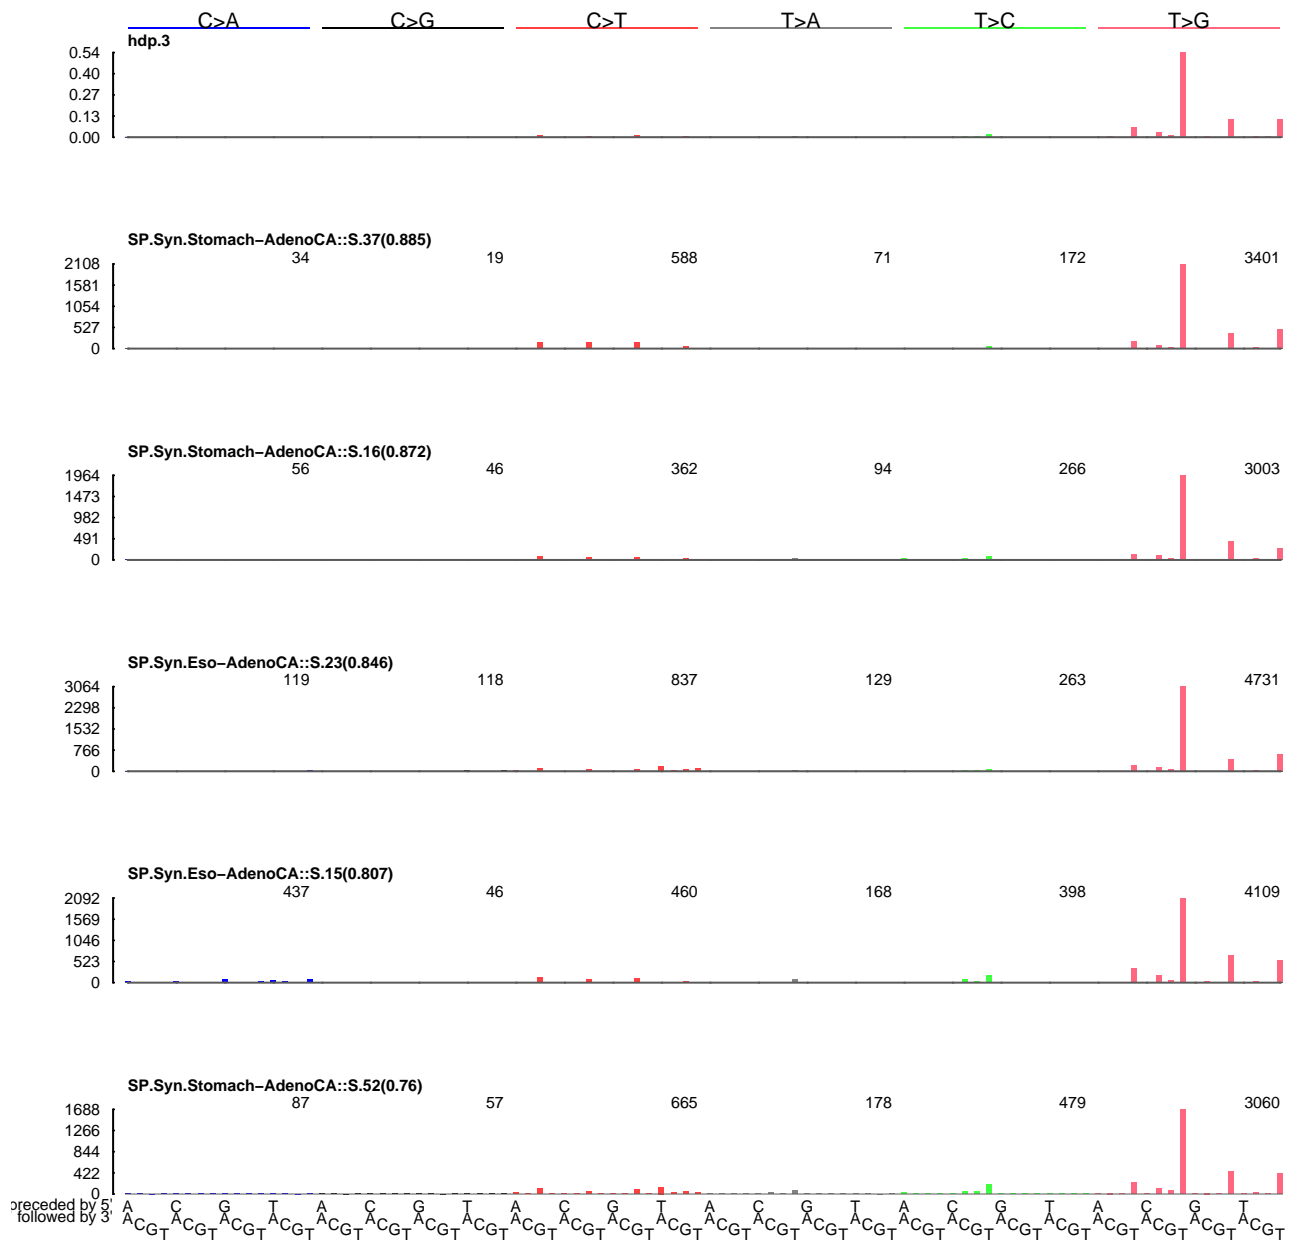 C>A C>G C>T T>A T>C T>G
hdp.3
0.54
0.40
0.27
0.13
0.00
SP.Syn.Stomach−AdenoCA::S.37(0.885)
34 19 588 71 172 3401
2108
1581
1054
527
0
SP.Syn.Stomach−AdenoCA::S.16(0.872)
56 46 362 94 266 3003
1964
1473
982
491
0
SP.Syn.Eso−AdenoCA::S.23(0.846)
119 118 837 129 263 4731
3064
2298
1532
766
0
SP.Syn.Eso−AdenoCA::S.15(0.807)
437 46 460 168 398 4109
2092
1569
1046
523
0
SP.Syn.Stomach−AdenoCA::S.52(0.76)
87 57 665 178 479 3060
1688
1266
844
422
0
preceded by 5' A C G T A C G T A C G T A C G T A C G T A C G T
followed by 3' A C G T A C G T A C G T A C G T A C G T A C G T A C G T A C G T A C G T A C G T A C G T A C G T A C G T A C G T A C G T A C G T A C G T A C G T A C G T A C G T A C G T A C G T A C G T A C G T